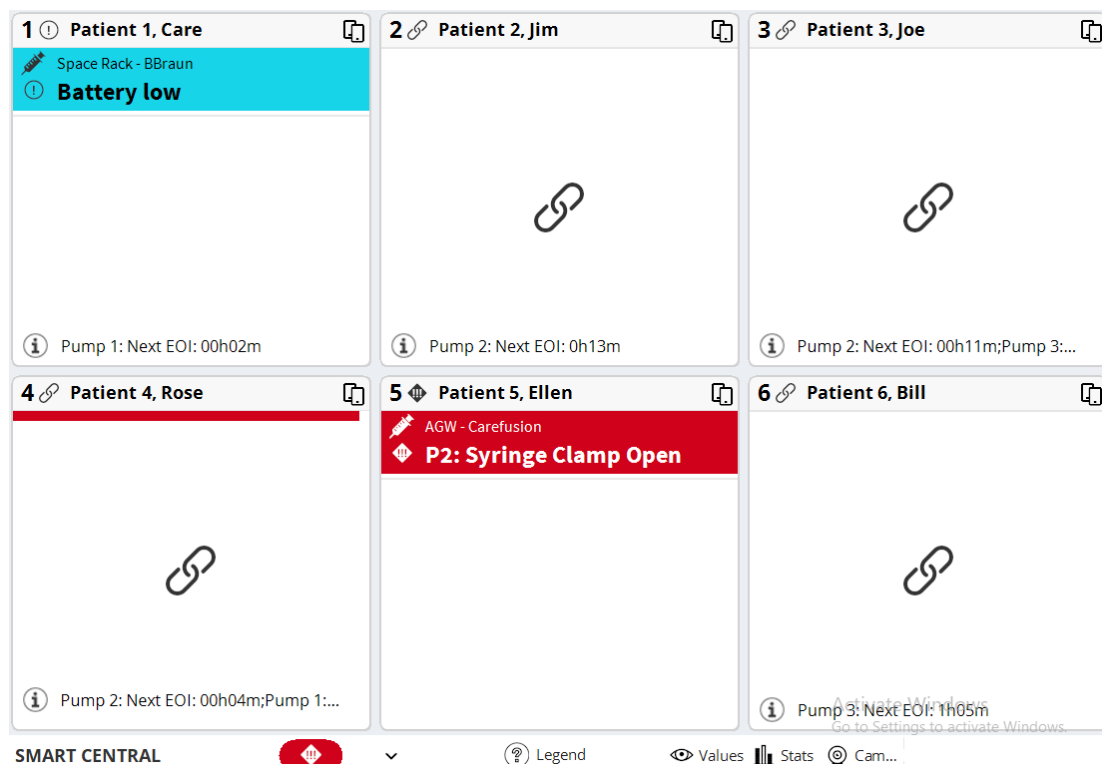 1 Patient 1, Care
Space Rack - BBraun
Battery low
Pump 1: Next EOI: 00h02m
2 Patient 2, Jim
Pump 2: Next EOI: 0h13m
3 Patient 3, Joe
Pump 2: Next EOI: 00h11m;Pump 3:...
4 Patient 4, Rose
Pump 2: Next EOI: 00h04m;Pump 1:...
5 Patient 5, Ellen
AGW - Carefusion
P2: Syringe Clamp Open
6 Patient 6, Bill
Pump 3: Next EOI: 1h05m
Activate Windows
Go to Settings to activate Windows.
SMART CENTRAL
Legend
Values
Stats
Cam...